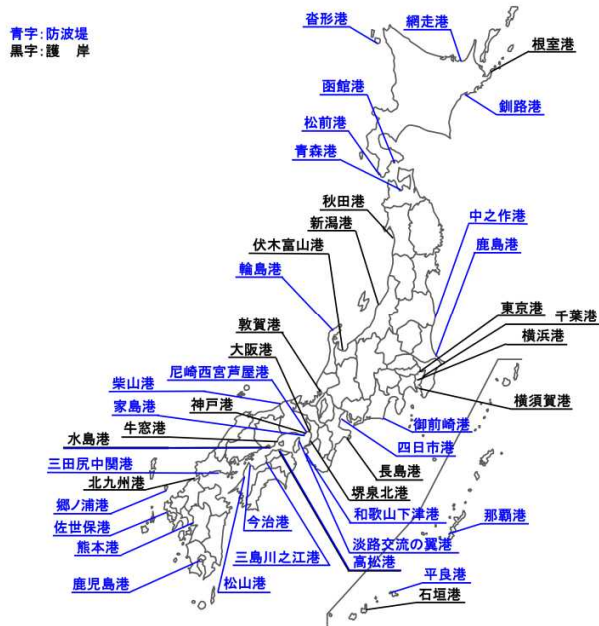 青字：防波堤
黒字：護　岸
沓形港
網走港
根室港
函館港
釧路港
松前港
青森港
秋田港
中之作港
新潟港
鹿島港
伏木富山港
輪島港
東京港
千葉港
敦賀港
横浜港
大阪港
尼崎西宮芦屋港
柴山港
横須賀港
家島港
神戸港
御前崎港
牛窓港
四日市港
水島港
長島港
三田尻中関港
北九州港
堺泉北港
郷ノ浦港
和歌山下津港
那覇港
佐世保港
今治港
淡路交流の翼港
熊本港
三島川之江港
高松港
鹿児島港
松山港
平良港
石垣港